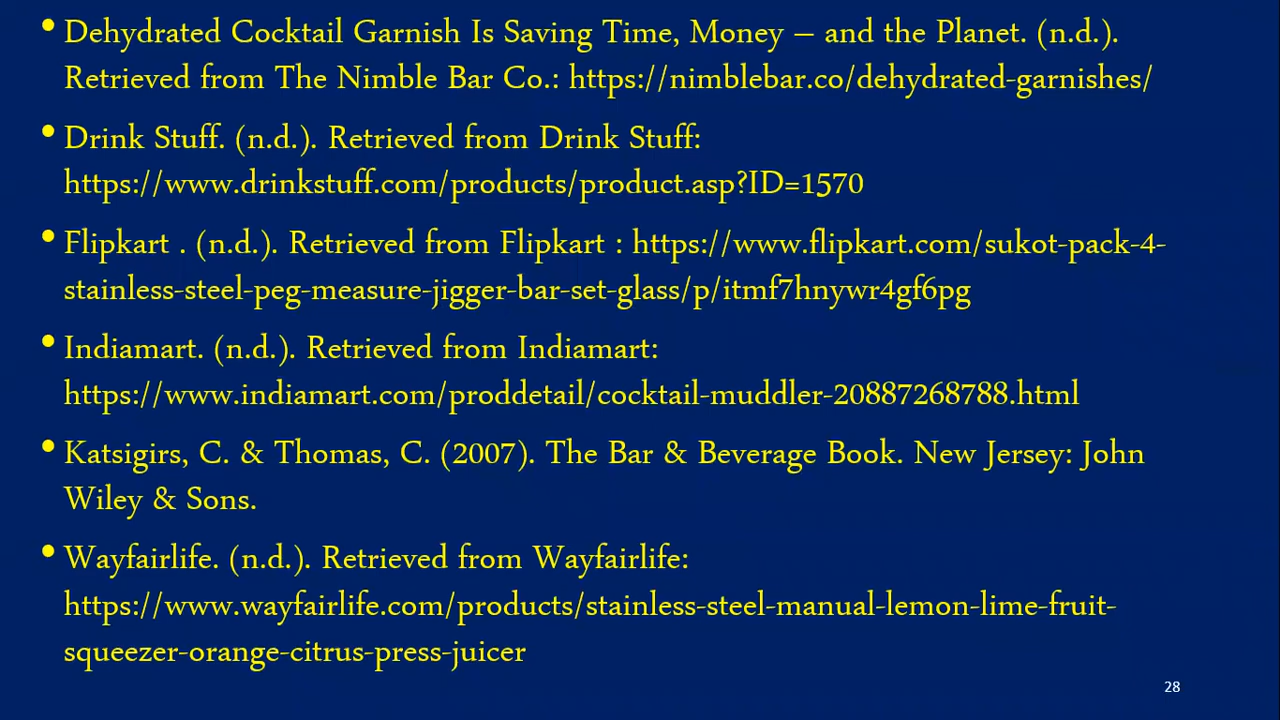 • Dehydrated Cocktail Garnish Is Saving Time, Money – and the Planet. (n.d.).
Retrieved from The Nimble Bar Co.: https://nimblebar.co/dehydrated-garnishes/
• Drink Stuff. (n.d.). Retrieved from Drink Stuff:
https://www.drinkstuff.com/products/product.asp?ID=1570
• Flipkart . (n.d.). Retrieved from Flipkart : https://www.flipkart.com/sukot-pack-4-
stainless-steel-peg-measure-jigger-bar-set-glass/p/itmf7hnywr4gf6pg
• Indiamart. (n.d.). Retrieved from Indiamart:
https://www.indiamart.com/proddetail/cocktail-muddler-20887268788.html
• Katsigirs, C. & Thomas, C. (2007). The Bar & Beverage Book. New Jersey: John
Wiley & Sons.
• Wayfairlife. (n.d.). Retrieved from Wayfairlife:
https://www.wayfairlife.com/products/stainless-steel-manual-lemon-lime-fruit-
squeezer-orange-citrus-press-juicer
28